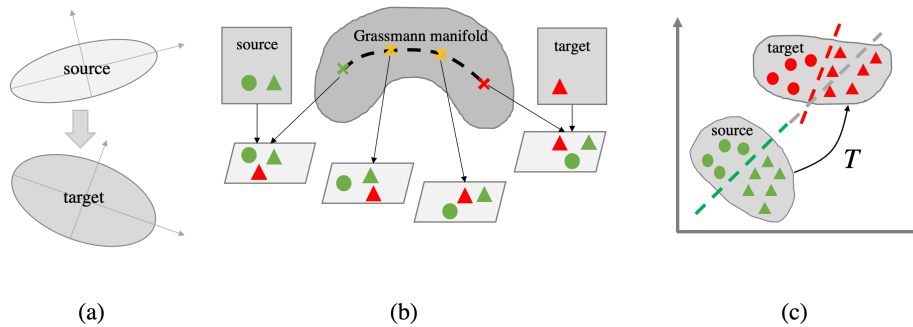 source
target
(a)
source
Grassmann manifold
target
(b)
target
source
T
(c)